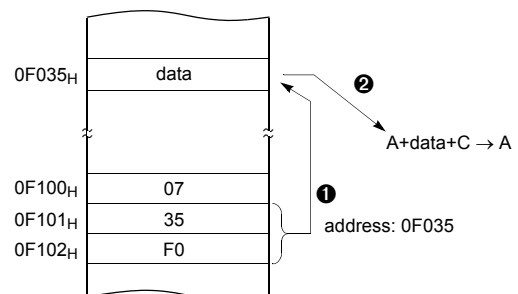 0F035H data
❷
A+data+C → A
0F100H 07
❶
0F101H 35
address: 0F035
0F102H F0